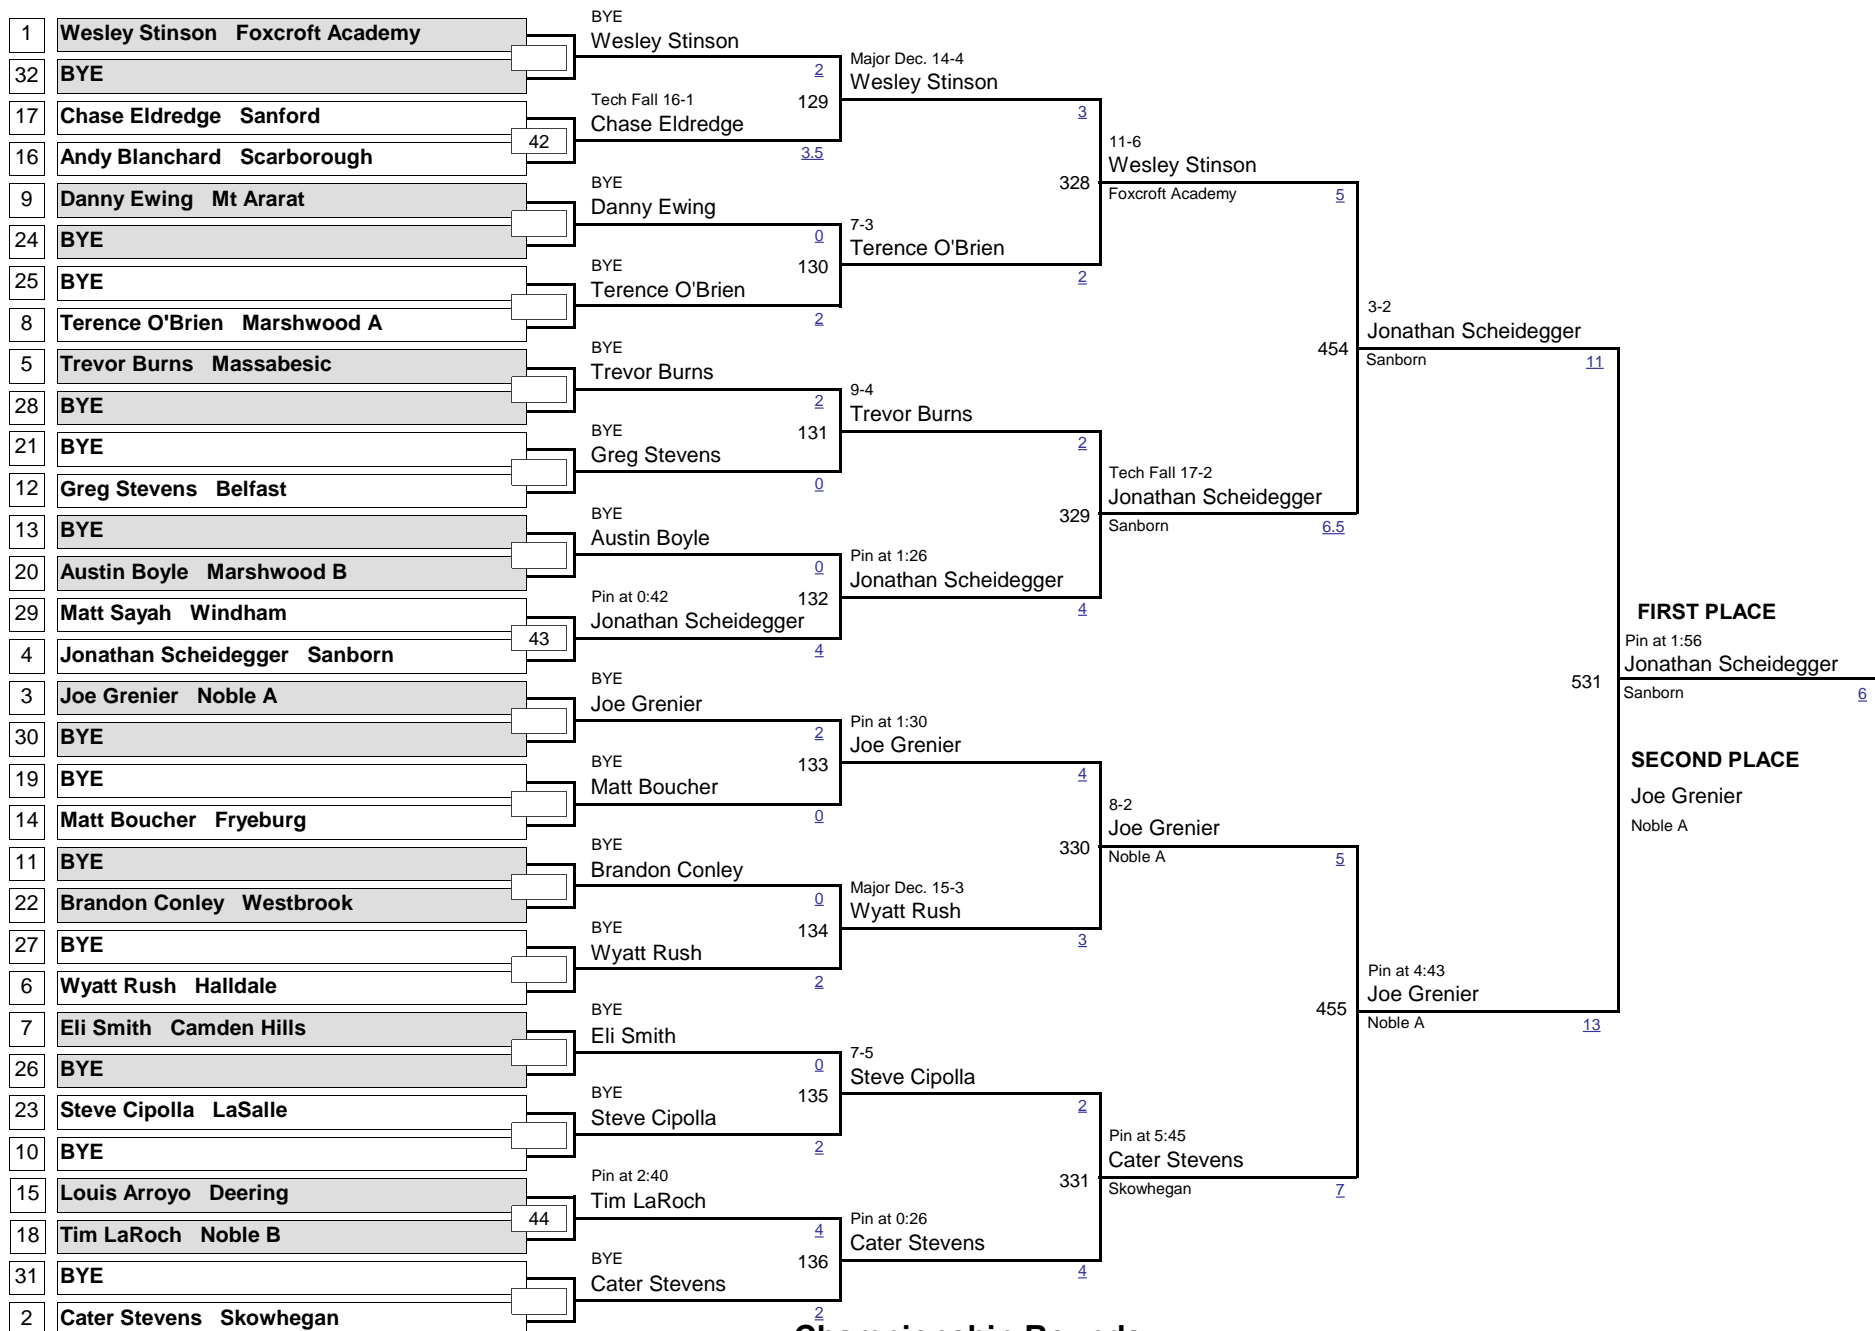 1 Wesley Stinson Foxcroft Academy
32 BYE
17 Chase Eldredge Sanford
42
16 Andy Blanchard Scarborough
9 Danny Ewing Mt Ararat
24 BYE
25 BYE
8 Terence O'Brien Marshwood A
5 Trevor Burns Massabesic
28 BYE
21 BYE
12 Greg Stevens Belfast
13 BYE
20 Austin Boyle Marshwood B
29 Matt Sayah Windham
43
4 Jonathan Scheidegger Sanborn
3 Joe Grenier Noble A
30 BYE
19 BYE
14 Matt Boucher Fryeburg
11 BYE
22 Brandon Conley Westbrook
27 BYE
6 Wyatt Rush Halldale
7 Eli Smith Camden Hills
26 BYE
23 Steve Cipolla LaSalle
10 BYE
15 Louis Arroyo Deering
44
18 Tim LaRoch Noble B
31 BYE
2 Cater Stevens Skowhegan
BYE
Wesley Stinson
2
Tech Fall 16-1 129
Chase Eldredge
3.5
BYE
Danny Ewing
0
BYE 130
Terence O'Brien
2
BYE
Trevor Burns
2
BYE 131
Greg Stevens
0
BYE
Austin Boyle
0
Pin at 0:42 132
Jonathan Scheidegger
4
BYE
Joe Grenier
2
BYE 133
Matt Boucher
0
BYE
Brandon Conley
0
BYE 134
Wyatt Rush
2
BYE
Eli Smith
0
BYE 135
Steve Cipolla
2
Pin at 2:40
Tim LaRoch
4
BYE 136
Cater Stevens
2
Major Dec. 14-4
Wesley Stinson
3
328
7-3
Terence O'Brien
2
9-4
Trevor Burns
2
329
Pin at 1:26
Jonathan Scheidegger
4
Pin at 1:30
Joe Grenier
4
330
Major Dec. 15-3
Wyatt Rush
3
7-5
Steve Cipolla
2
331
Pin at 0:26
Cater Stevens
4
11-6
Wesley Stinson
Foxcroft Academy 5
454
Tech Fall 17-2
Jonathan Scheidegger
Sanborn 6.5
8-2
Joe Grenier
Noble A 5
455
Pin at 5:45
Cater Stevens
Skowhegan 7
3-2
Jonathan Scheidegger
Sanborn 11
531
Pin at 4:43
Joe Grenier
Noble A 13
FIRST PLACE
Pin at 1:56
Jonathan Scheidegger
Sanborn 6
SECOND PLACE
Joe Grenier
Noble A
Championship Rounds